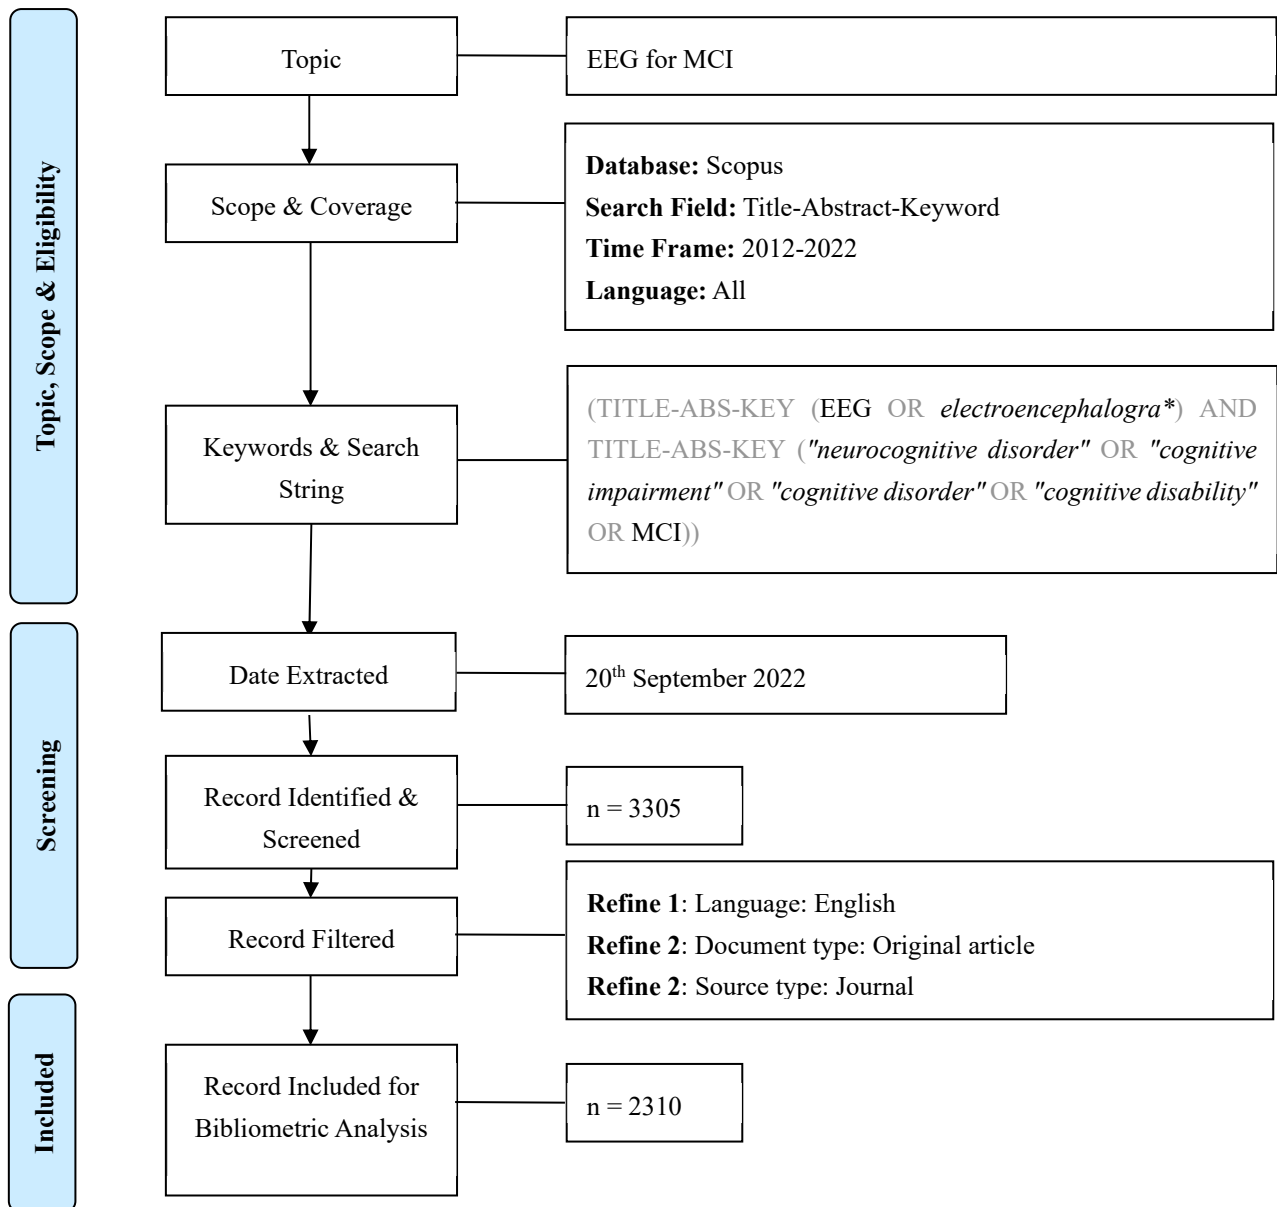 Topic, Scope & Eligibility
Topic
EEG for MCI
Scope & Coverage
Database: Scopus
Search Field: Title-Abstract-Keyword
Time Frame: 2012-2022
Language: All
Keywords & Search
String
(TITLE-ABS-KEY (EEG OR electroencephalogra*) AND
TITLE-ABS-KEY ("neurocognitive disorder" OR "cognitive
impairment" OR "cognitive disorder" OR "cognitive disability"
OR MCI))
Screening
Date Extracted
20th September 2022
Record Identified &
Screened
n = 3305
Record Filtered
Refine 1: Language: English
Refine 2: Document type: Original article
Refine 2: Source type: Journal
Included
Record Included for
Bibliometric Analysis
n = 2310